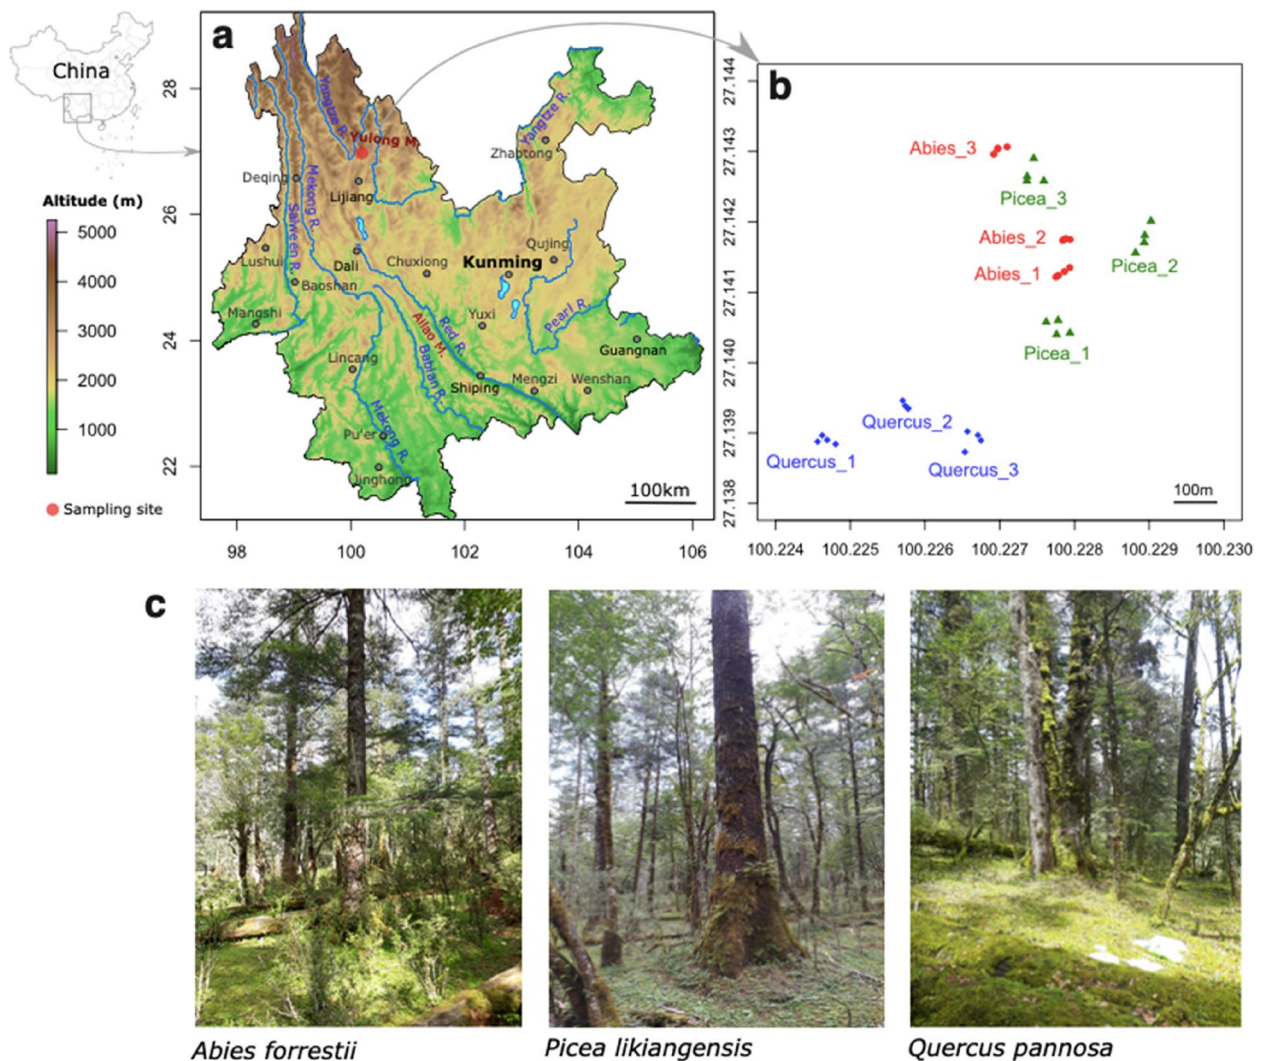 China
Altitude (m)
5000
4000
3000
2000
1000
Sampling site
a
28
26
24
22
98
100
102
104
106
Yangtze R.
Yulong M.
Yangtze R.
Zhaotong
Deqing
Mekong R.
Lijiang
Salween R.
Lushui
Dali
Chuxiong
Kunming
Qujing
Baoshan
Mangshi
Yuxi
Pearl R.
Ailao M.
Red R.
Babian R.
Guangnan
Lincang
Shiping
Mengzi
Wenshan
Pu'er
Mekong R.
Jinghong
100km
b
27.144
27.143
27.142
27.141
27.140
27.139
27.138
Abies_3
Picea_3
Abies_2
Picea_2
Abies_1
Picea_1
Quercus_2
Quercus_1
Quercus_3
100m
100.224
100.225
100.226
100.227
100.228
100.229
100.230
c
Abies forrestii
Picea likiangensis
Quercus pannosa